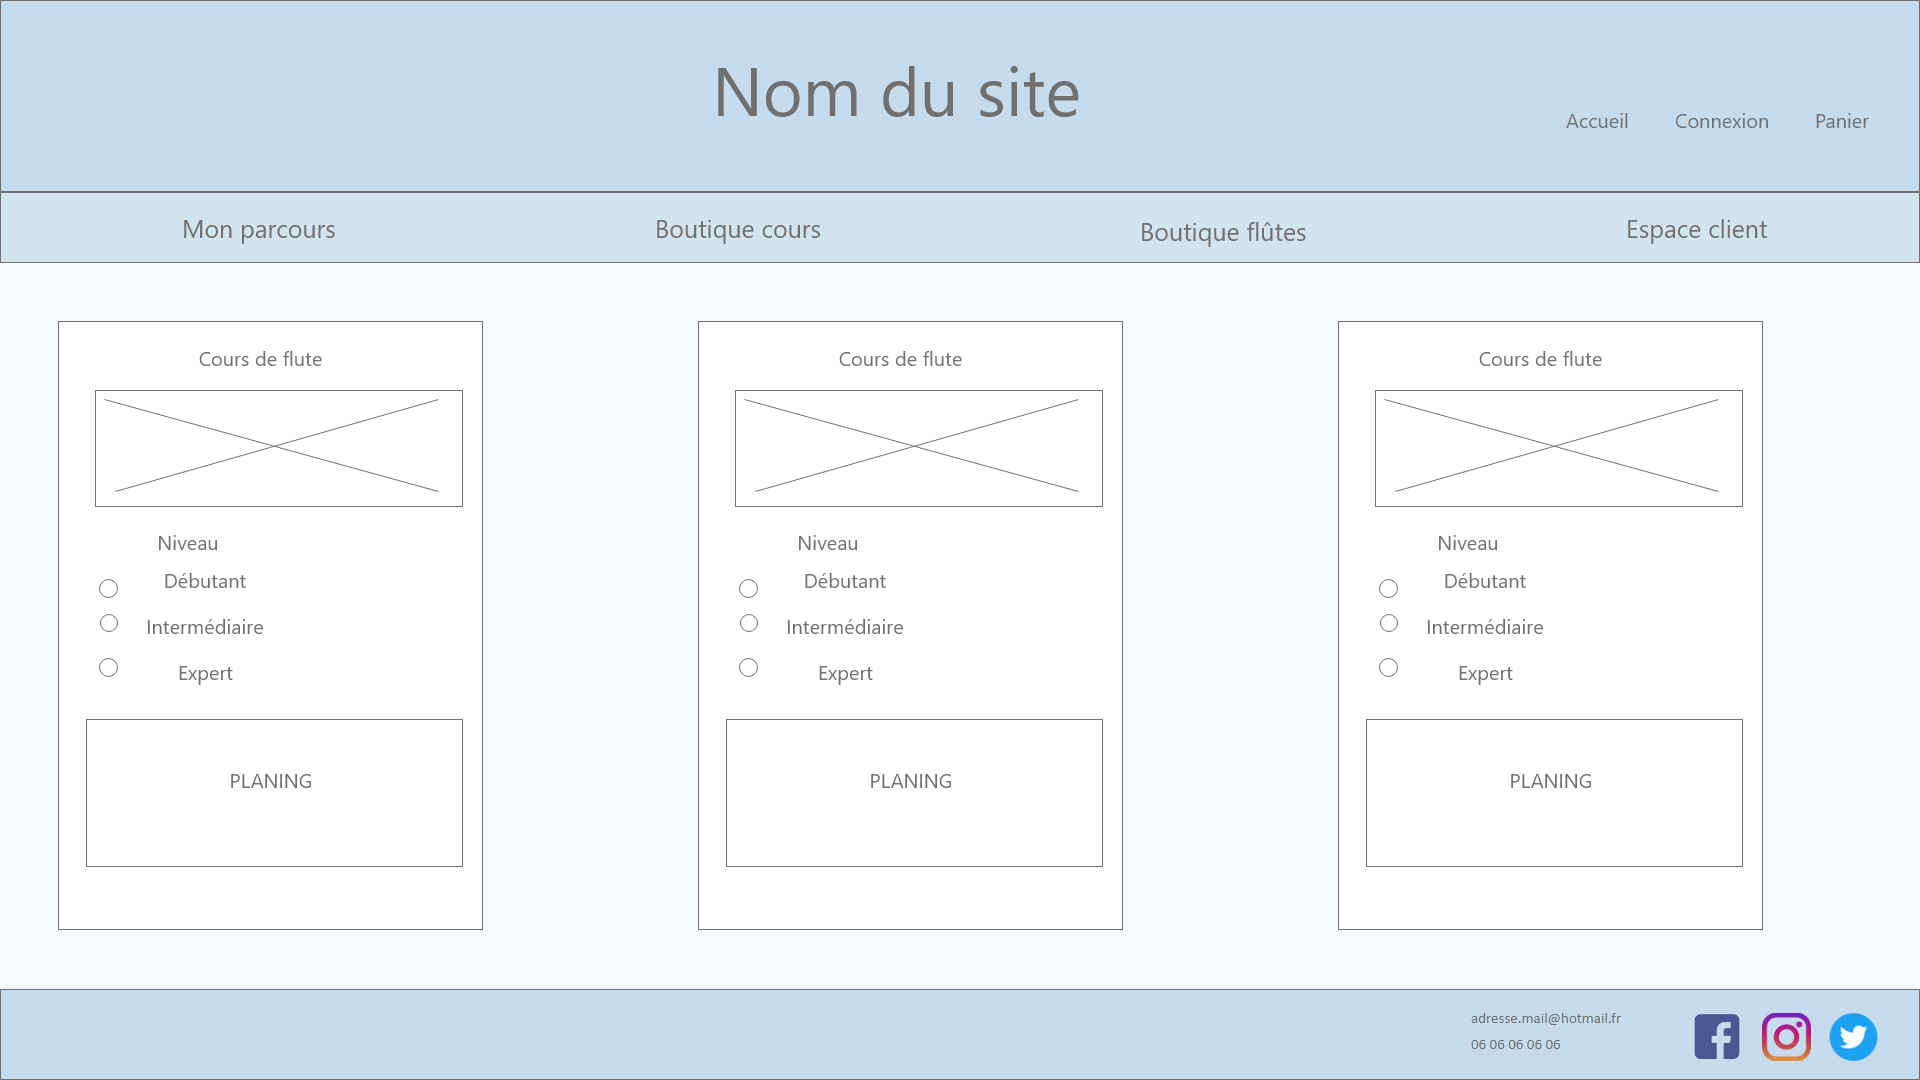 Nom du site
Accueil Connexion Panier
Mon parcours Boutique cours Boutique flûtes Espace client
Cours de flute
Niveau
Débutant
Intermédiaire
Expert
PLANING
Cours de flute
Niveau
Débutant
Intermédiaire
Expert
PLANING
Cours de flute
Niveau
Débutant
Intermédiaire
Expert
PLANING
adresse.mail@hotmail.fr
06 06 06 06 06